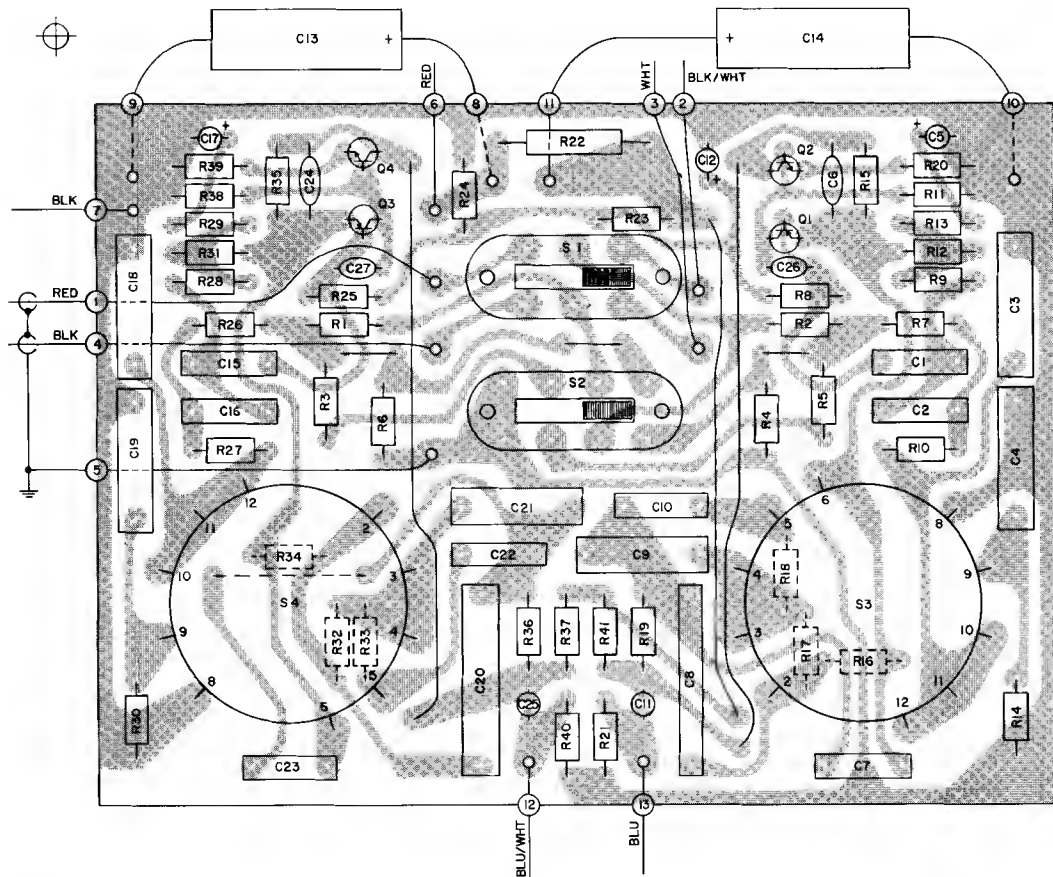 C13 +
+ C14
RED
WHT
BLK/WHT
9
6
8
11
3
2
10
C17 +
R22
C12 +
Q2
+ C5
R39
R35
C24
Q4
R24
C6
R15
R20
R38
R11
BLK 7
R29
Q3
R23
Q1
R13
R31
S1
R12
C18
R28
C27
C26
R9
C3
RED 1
R25
R8
R26
R1
R2
R7
BLK 4
C15
C1
S2
R3
R6
R4
R5
C16
C2
C19
R27
R10
C4
5
12
6
11
2
C21
C10
5
8
R34
C22
C9
R18
10
3
4
9
S4
S3
R32
R33
R36
R37
R41
R19
9
4
3
10
R17
R16
8
5
C20
C8
2
11
6
12
R30
C25
C11
R14
R40
R21
C23
C7
12
13
BLU/WHT
BLU